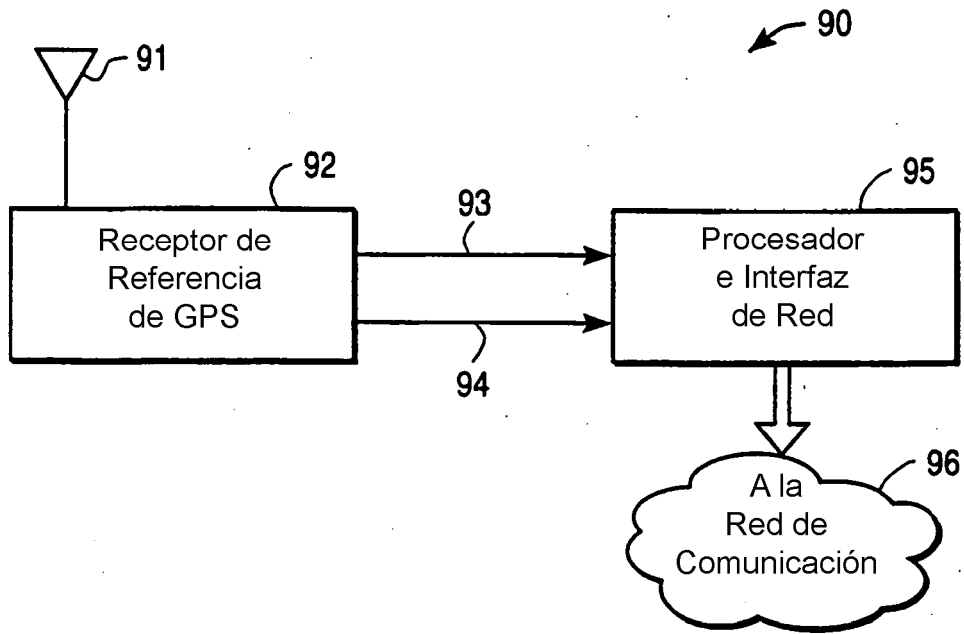 90
91
92
Receptor de
Referencia
de GPS
93
94
95
Procesador
e Interfaz
de Red
96
A la
Red de
Comunicación